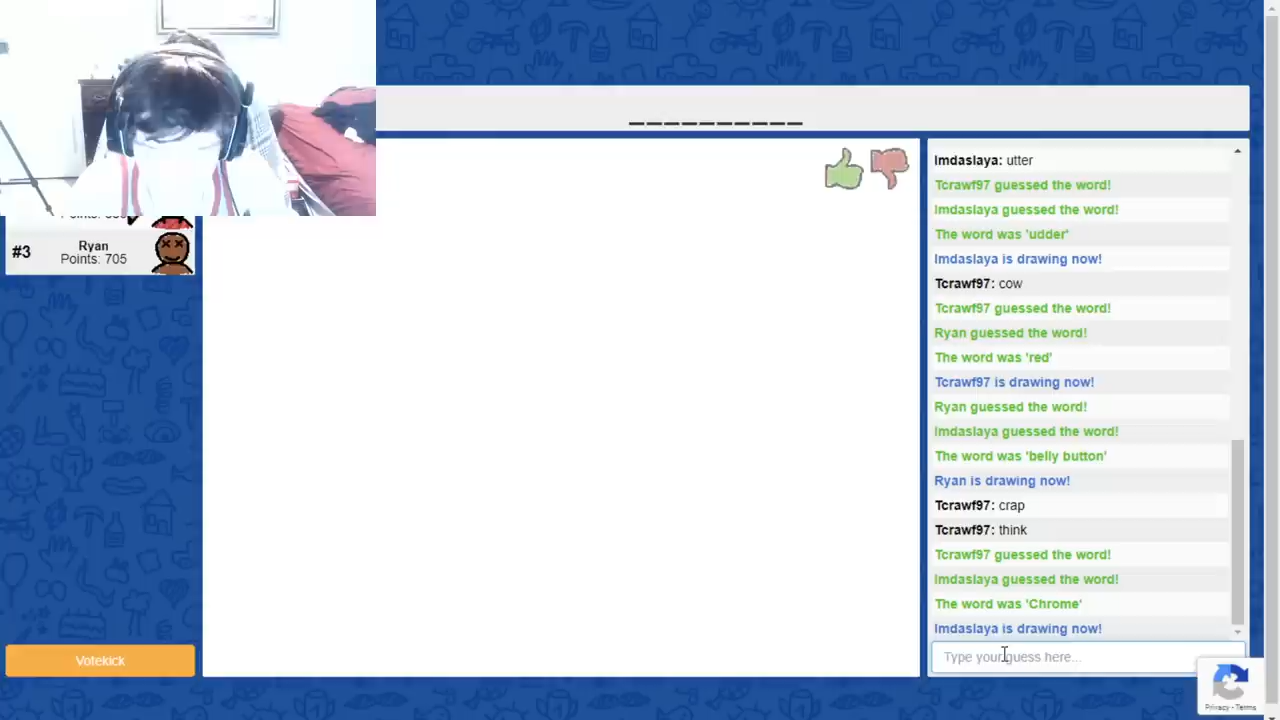 __________
Points:
#3
Ryan
Points: 705
Imdaslaya: utter
Tcrawf97 guessed the word!
Imdaslaya guessed the word!
The word was 'udder'
Imdaslaya is drawing now!
Tcrawf97: cow
Tcrawf97 guessed the word!
Ryan guessed the word!
The word was 'red'
Tcrawf97 is drawing now!
Ryan guessed the word!
Imdaslaya guessed the word!
The word was 'belly button'
Ryan is drawing now!
Tcrawf97: crap
Tcrawf97: think
Tcrawf97 guessed the word!
Imdaslaya guessed the word!
The word was 'Chrome'
Imdaslaya is drawing now!
Type your guess here...
Votekick
Privacy - Terms